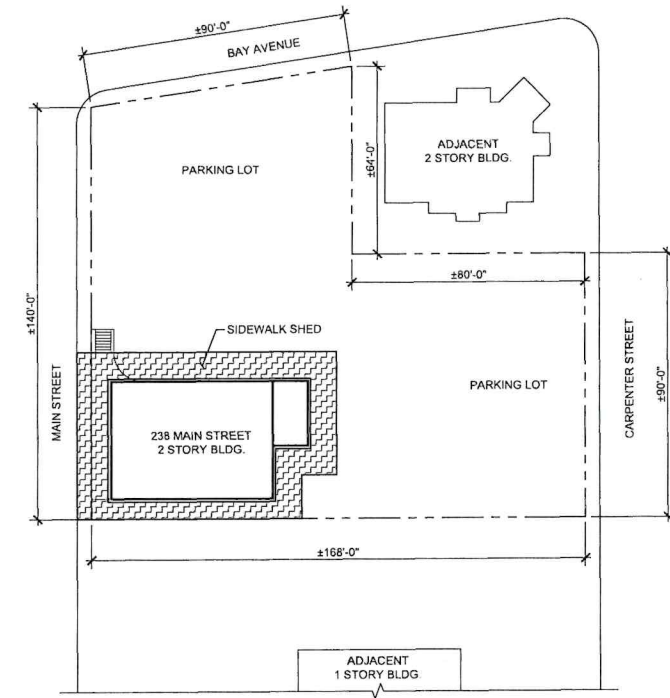 ±90'-0"
BAY AVENUE
PARKING LOT
±64'-0"
ADJACENT
2 STORY BLDG.
±80'-0"
±140'-0"
MAIN STREET
SIDEWALK SHED
238 MAIN STREET
2 STORY BLDG.
PARKING LOT
CARPENTER STREET
±90'-0"
±168'-0"
ADJACENT
1 STORY BLDG.